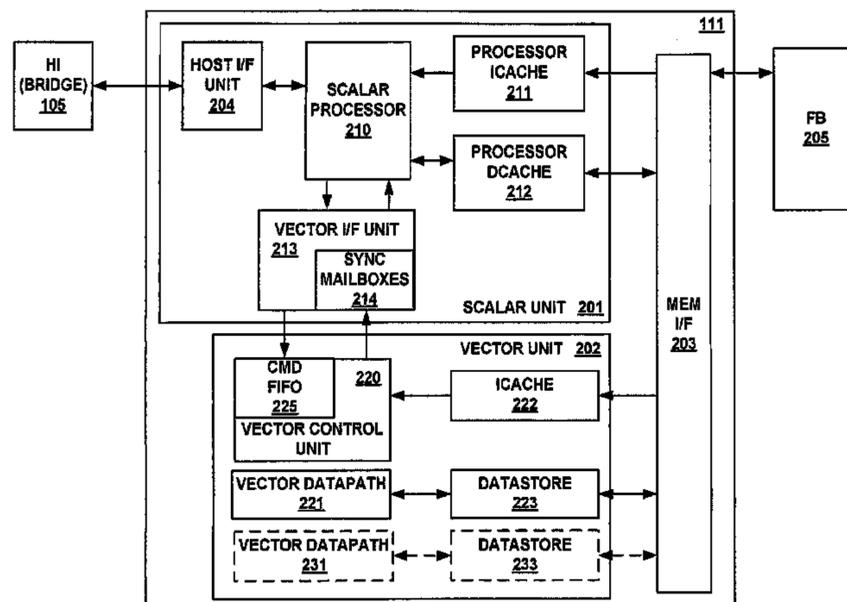 111
HI
(BRIDGE)
105
HOST I/F
UNIT
204
SCALAR
PROCESSOR
210
PROCESSOR
ICACHE
211
PROCESSOR
DCACHE
212
VECTOR I/F UNIT
213
SYNC
MAILBOXES
214
SCALAR UNIT 201
MEM
I/F
203
FB
205
VECTOR UNIT 202
CMD
FIFO
225
220
VECTOR CONTROL
UNIT
ICACHE
222
VECTOR DATAPATH
221
DATASTORE
223
VECTOR DATAPATH
231
DATASTORE
233